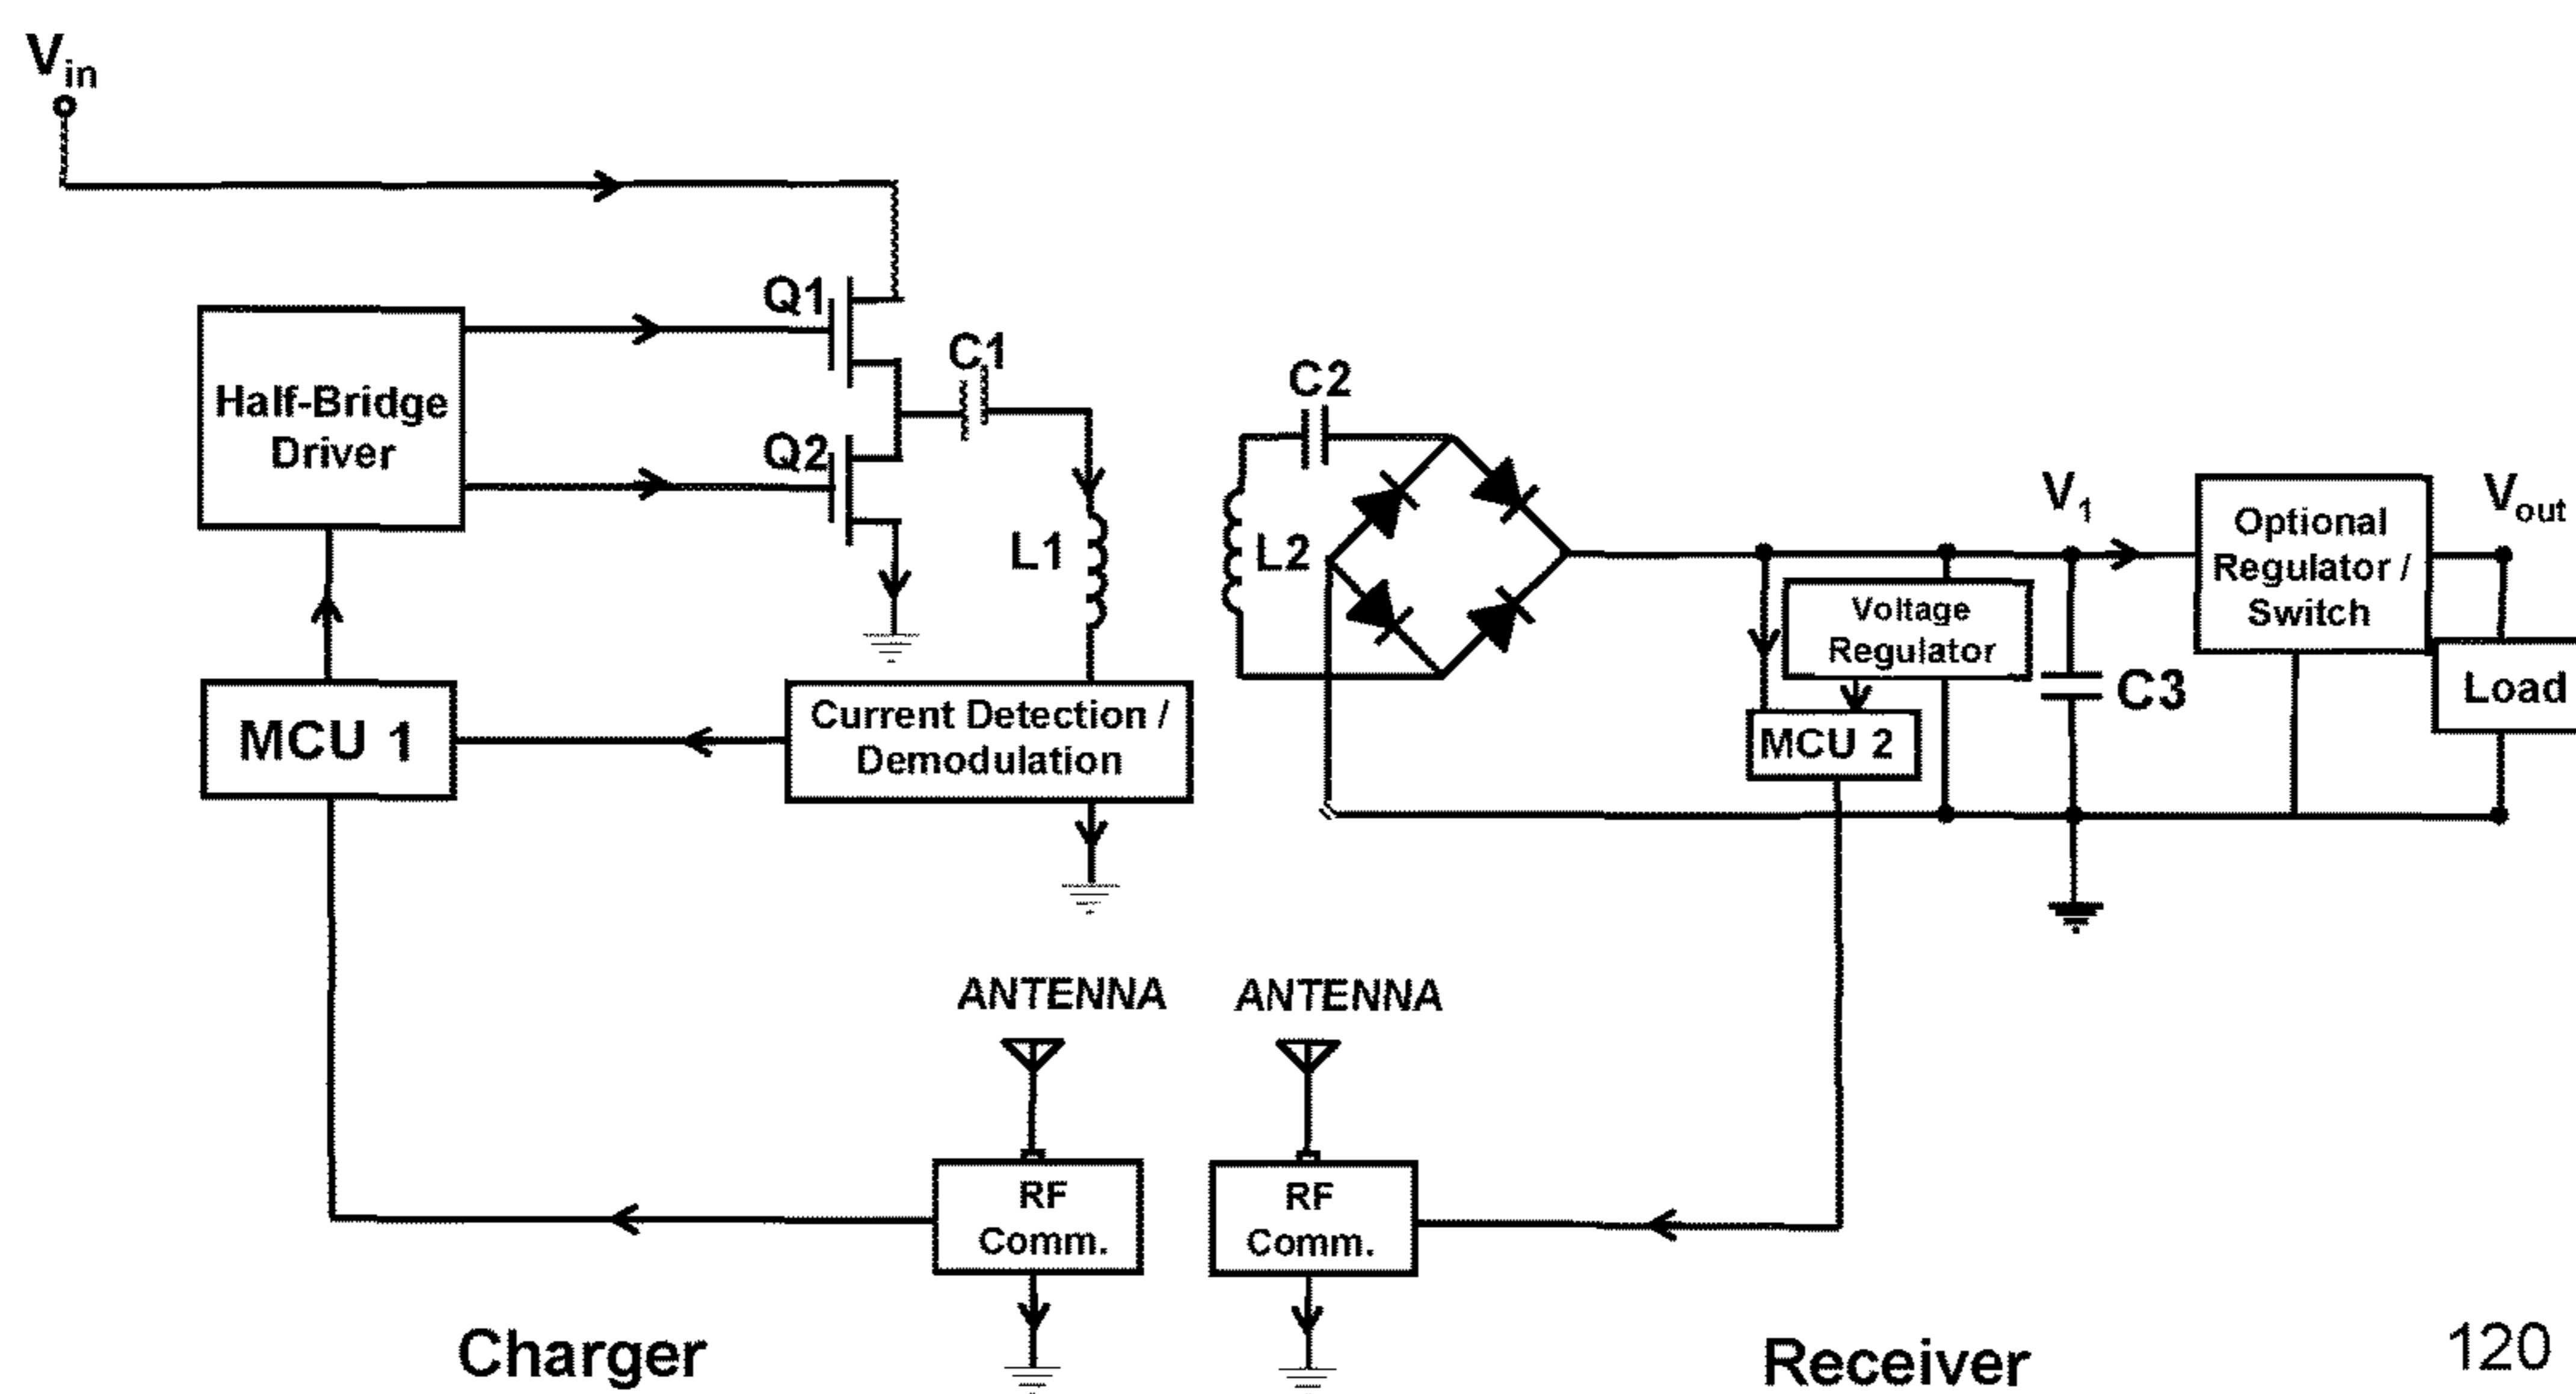 Vin
Q1
Half-Bridge
Driver
Q2
C1
L1
MCU 1
Current Detection /
Demodulation
C2
L2
V1
Voltage
Regulator
MCU 2
C3
Optional
Regulator /
Switch
Vout
Load
ANTENNA
ANTENNA
RF
Comm.
RF
Comm.
Charger
Receiver
120